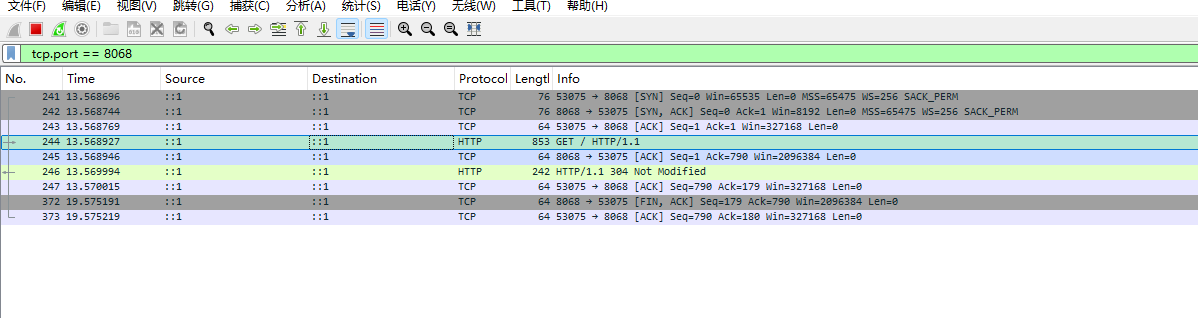 文件(F) 编辑(E) 视图(V) 跳转(G) 捕获(C) 分析(A) 统计(S) 电话(Y) 无线(W) 工具(T) 帮助(H)
tcp.port == 8068
No. Time Source Destination Protocol Lengtl Info
241 13.568696 ::1 ::1 TCP 76 53075 → 8068 [SYN] Seq=0 Win=65535 Len=0 MSS=65475 WS=256 SACK_PERM
242 13.568744 ::1 ::1 TCP 76 8068 → 53075 [SYN, ACK] Seq=0 Ack=1 Win=8192 Len=0 MSS=65475 WS=256 SACK_PERM
243 13.568769 ::1 ::1 TCP 64 53075 → 8068 [ACK] Seq=1 Ack=1 Win=327168 Len=0
244 13.568927 ::1 ::1 HTTP 853 GET / HTTP/1.1
245 13.568946 ::1 ::1 TCP 64 8068 → 53075 [ACK] Seq=1 Ack=790 Win=2096384 Len=0
246 13.569994 ::1 ::1 HTTP 242 HTTP/1.1 304 Not Modified
247 13.570015 ::1 ::1 TCP 64 53075 → 8068 [ACK] Seq=790 Ack=179 Win=327168 Len=0
372 19.575191 ::1 ::1 TCP 64 8068 → 53075 [FIN, ACK] Seq=179 Ack=790 Win=2096384 Len=0
373 19.575219 ::1 ::1 TCP 64 53075 → 8068 [ACK] Seq=790 Ack=180 Win=327168 Len=0